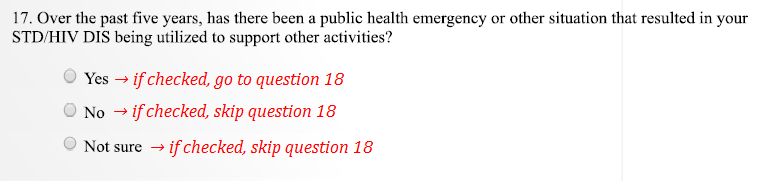 17. Over the past five years, has there been a public health emergency or other situation that resulted in your
STD/HIV DIS being utilized to support other activities?
Yes → if checked, go to question 18
No → if checked, skip question 18
Not sure → if checked, skip question 18